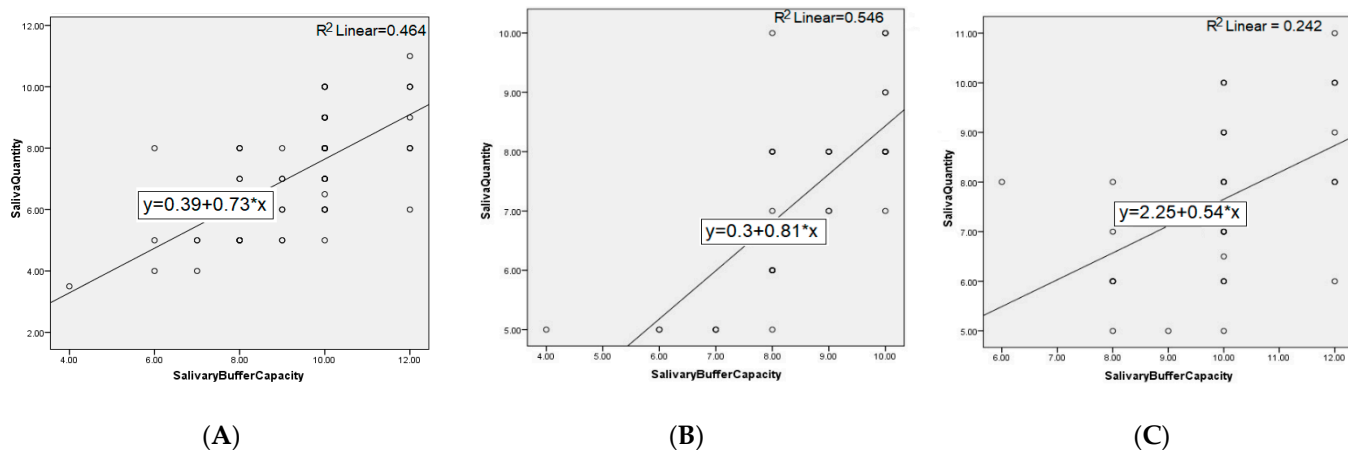 R² Linear=0.464
12.00
10.00
8.00
6.00
4.00
2.00
SalivaQuantity
y=0.39+0.73*x
4.00 6.00 8.00 10.00 12.00
SalivaryBufferCapacity
(A)
R² Linear=0.546
10.00
9.00
8.00
7.00
6.00
5.00
SalivaQuantity
y=0.3+0.81*x
4.00 5.00 6.00 7.00 8.00 9.00 10.00
SalivaryBufferCapacity
(B)
R² Linear = 0.242
11.00
10.00
9.00
8.00
7.00
6.00
5.00
SalivaQuantity
y=2.25+0.54*x
6.00 7.00 8.00 9.00 10.00 11.00 12.00
SalivaryBufferCapacity
(C)